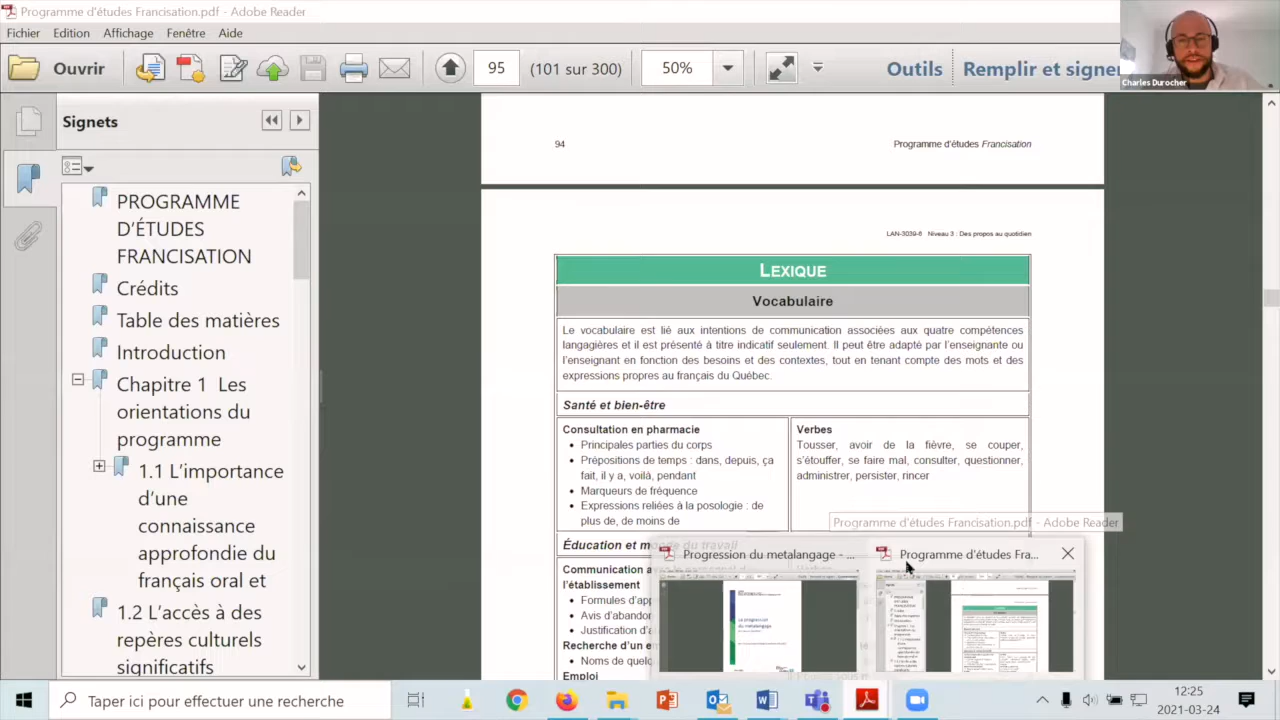 Programme d'études Francisation.pdf - Adobe Reader
Fichier Edition Affichage Fenêtre Aide
Ouvrir 95 (101 sur 300) 50% Outils Remplir et signer
Charles Durocher
Signets
PROGRAMME
D'ÉTUDES
FRANCISATION
Crédits
Table des matières
Introduction
Chapitre 1 Les
orientations du
programme
1.1 L'importance
d'une
connaissance
approfondie du
français oral et
1.2 L'accès à des
repères culturels
significatifs
94 Programme d'études Francisation
LAN-3039-6 Niveau 3 : Des propos au quotidien
LEXIQUE
Vocabulaire
Le vocabulaire est lié aux intentions de communication associées aux quatre compétences
langagières et il est présenté à titre indicatif seulement. Il peut être adapté par l'enseignante ou
l'enseignant en fonction des besoins et des contextes, tout en tenant compte des mots et des
expressions propres au français du Québec.
Santé et bien-être
Consultation en pharmacie
• Principales parties du corps
• Prépositions de temps : dans, depuis, ça
fait, il y a, voilà, pendant
• Marqueurs de fréquence
• Expressions reliées à la posologie : de
plus de, de moins de
Verbes
Tousser, avoir de la fièvre, se couper,
s'étouffer, se faire mal, consulter, questionner,
administrer, persister, rincer
Programme d'études Francisation.pdf - Adobe Reader
Éducation et monde du travail
Progression du metalangage - ...
Programme d'études Fra...
La progression
du métalangage
Communication
l'établissement
• Formules d'app
• Avis d'abando
• Justification d'a
Recherche d'un e
• Noms de quelc
Emploi
Taper ici pour effectuer une recherche
12:25
2021-03-24